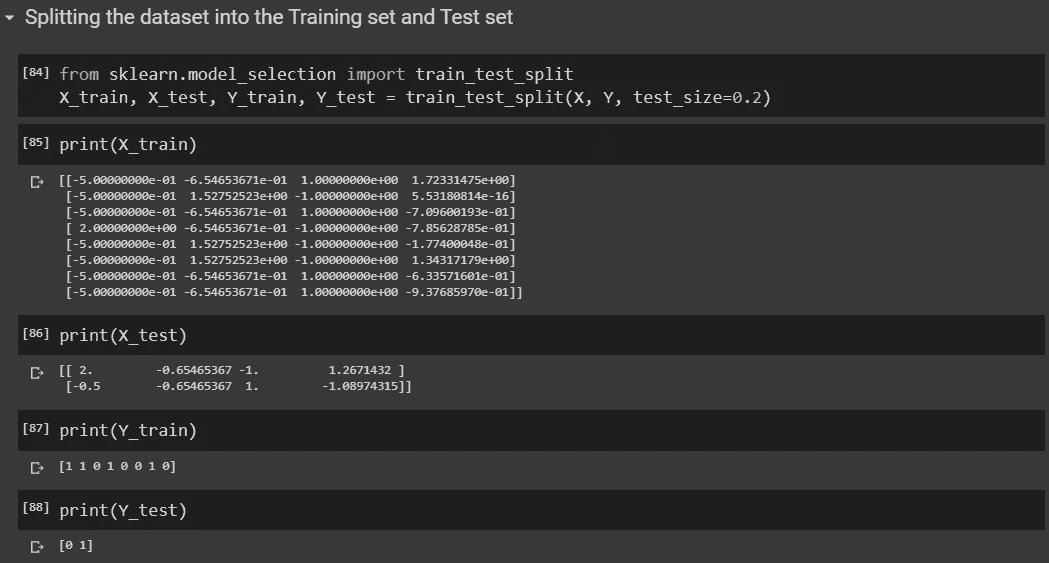 Splitting the dataset into the Training set and Test set
[84] from sklearn.model_selection import train_test_split
X_train, X_test, Y_train, Y_test = train_test_split(X, Y, test_size=0.2)
[85] print(X_train)
[[-5.00000000e-01 -6.54653671e-01  1.00000000e+00  1.72331475e+00]
 [-5.00000000e-01  1.52752523e+00 -1.00000000e+00  5.53180814e-16]
 [-5.00000000e-01 -6.54653671e-01  1.00000000e+00 -7.09600193e-01]
 [ 2.00000000e+00 -6.54653671e-01 -1.00000000e+00 -7.85628785e-01]
 [-5.00000000e-01  1.52752523e+00 -1.00000000e+00 -1.77400048e-01]
 [-5.00000000e-01  1.52752523e+00 -1.00000000e+00  1.34317179e+00]
 [-5.00000000e-01 -6.54653671e-01  1.00000000e+00 -6.33571601e-01]
 [-5.00000000e-01 -6.54653671e-01  1.00000000e+00 -9.37685970e-01]]
[86] print(X_test)
[[ 2.         -0.65465367 -1.          1.2671432 ]
 [-0.5        -0.65465367  1.         -1.08974315]]
[87] print(Y_train)
[1 1 0 1 0 0 1 0]
[88] print(Y_test)
[0 1]